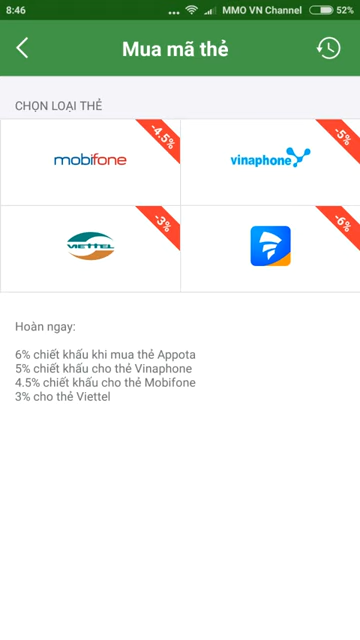 8:46 ... MMO VN Channel 52%
Mua mã thẻ
CHỌN LOẠI THẺ
mobifone -4.5%
vinaphone -5%
VIETTEL -3%
-6%
Hoàn ngay:
6% chiết khấu khi mua thẻ Appota
5% chiết khấu cho thẻ Vinaphone
4.5% chiết khấu cho thẻ Mobifone
3% cho thẻ Viettel